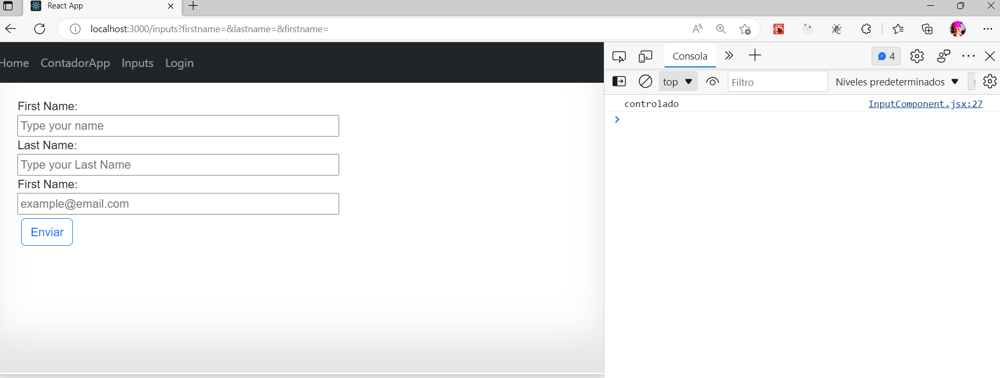 React App
localhost:3000/inputs?firstname=&lastname=&firstname=
Home ContadorApp Inputs Login
First Name:
Type your name
Last Name:
Type your Last Name
First Name:
example@email.com
Enviar
Consola
4
top
Filtro
Niveles predeterminados
controlado InputComponent.jsx:27